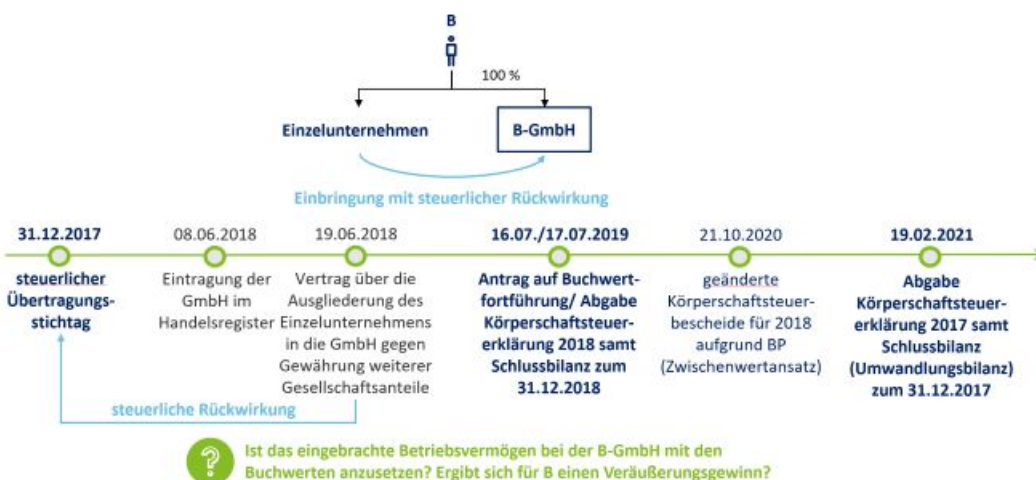 B
100 %
Einzelunternehmen
B-GmbH
Einbringung mit steuerlicher Rückwirkung
31.12.2017
08.06.2018
19.06.2018
16.07./17.07.2019
21.10.2020
19.02.2021
steuerlicher
Übertragungs-
stichtag
Eintragung der
GmbH im
Handelsregister
Vertrag über die
Ausgliederung des
Einzelunternehmens
in die GmbH gegen
Gewährung weiterer
Gesellschaftsanteile
Antrag auf Buchwert-
fortführung/ Abgabe
Körperschaftsteuer-
erklärung 2018 samt
Schlussbilanz zum
31.12.2018
geänderte
Körperschaftsteuer-
bescheide für 2018
aufgrund BP
(Zwischenwertansatz)
Abgabe
Körperschaftsteuer-
erklärung 2017 samt
Schlussbilanz
(Umwandlungsbilanz)
zum 31.12.2017
steuerliche Rückwirkung
?
Ist das eingebrachte Betriebsvermögen bei der B-GmbH mit den
Buchwerten anzusetzen? Ergibt sich für B einen Veräußerungsgewinn?